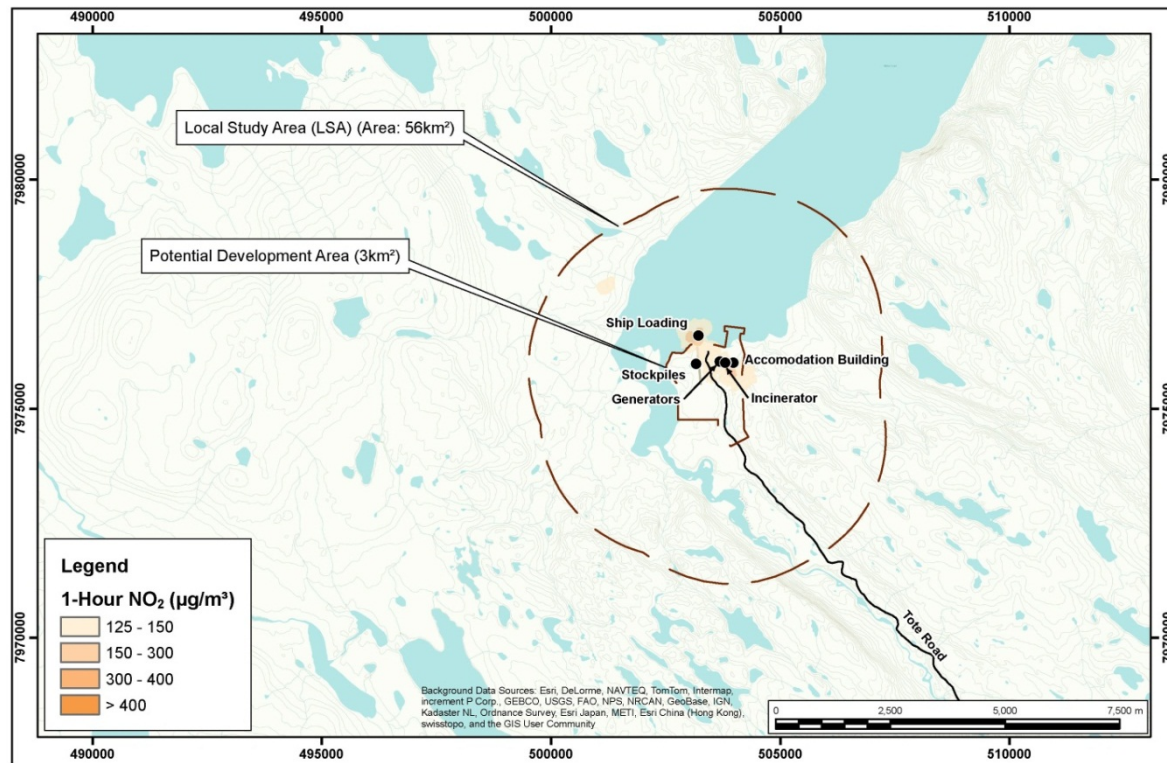 490000 495000 500000 505000 510000
Local Study Area (LSA) (Area: 56km²)
7980000 7980000
Potential Development Area (3km²)
Ship Loading
Accomodation Building
Stockpiles
Generators Incinerator
7975000 7975000
Legend
1-Hour NO₂ (µg/m³)
125 - 150
150 - 300
300 - 400
> 400
Tote Road
7970000 7970000
Background Data Sources: Esri, DeLorme, NAVTEQ, TomTom, Intermap,
increment P Corp., GEBCO, USGS, FAO, NPS, NRCAN, GeoBase, IGN,
Kadaster NL, Ordnance Survey, Esri Japan, METI, Esri China (Hong Kong),
swisstopo, and the GIS User Community
0 2,500 5,000 7,500 m
490000 495000 500000 505000 510000